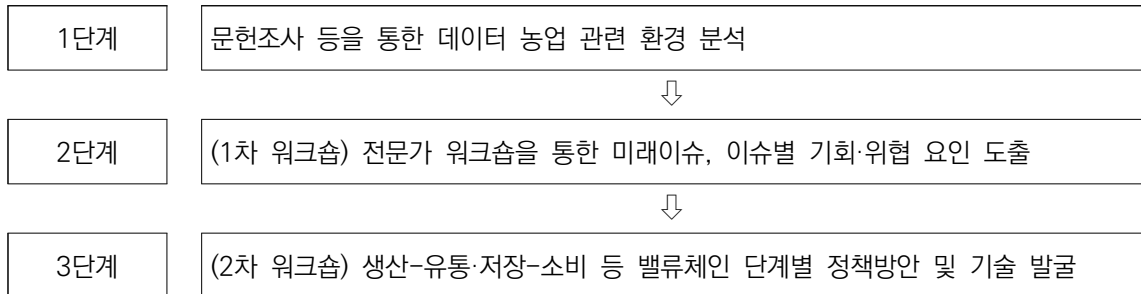 1단계
문헌조사 등을 통한 데이터 농업 관련 환경 분석
2단계
(1차 워크숍) 전문가 워크숍을 통한 미래이슈, 이슈별 기회·위협 요인 도출
3단계
(2차 워크숍) 생산-유통·저장-소비 등 밸류체인 단계별 정책방안 및 기술 발굴